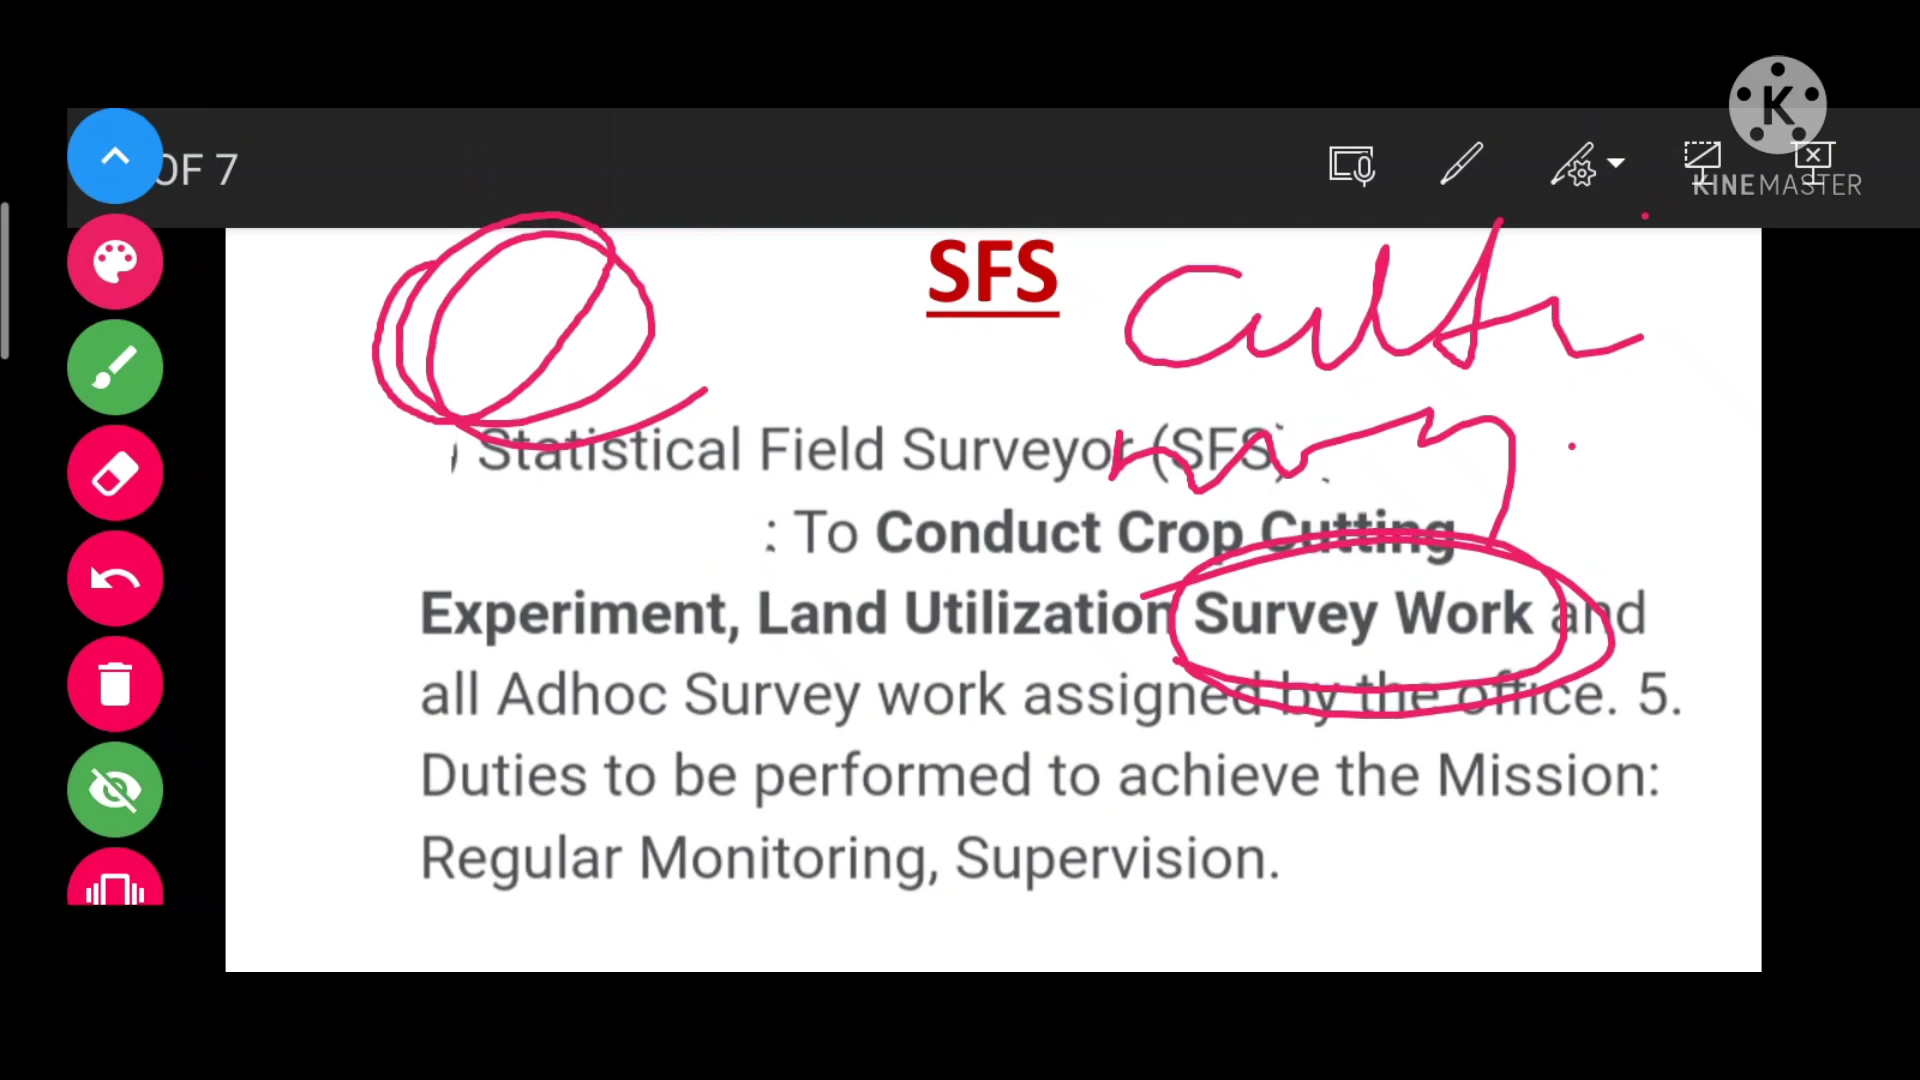 OF 7
KINEMASTER
SFS
Statistical Field Surveyor (SFS)
: To Conduct Crop Cutting
Experiment, Land Utilization Survey Work and
all Adhoc Survey work assigned by the office. 5.
Duties to be performed to achieve the Mission:
Regular Monitoring, Supervision.